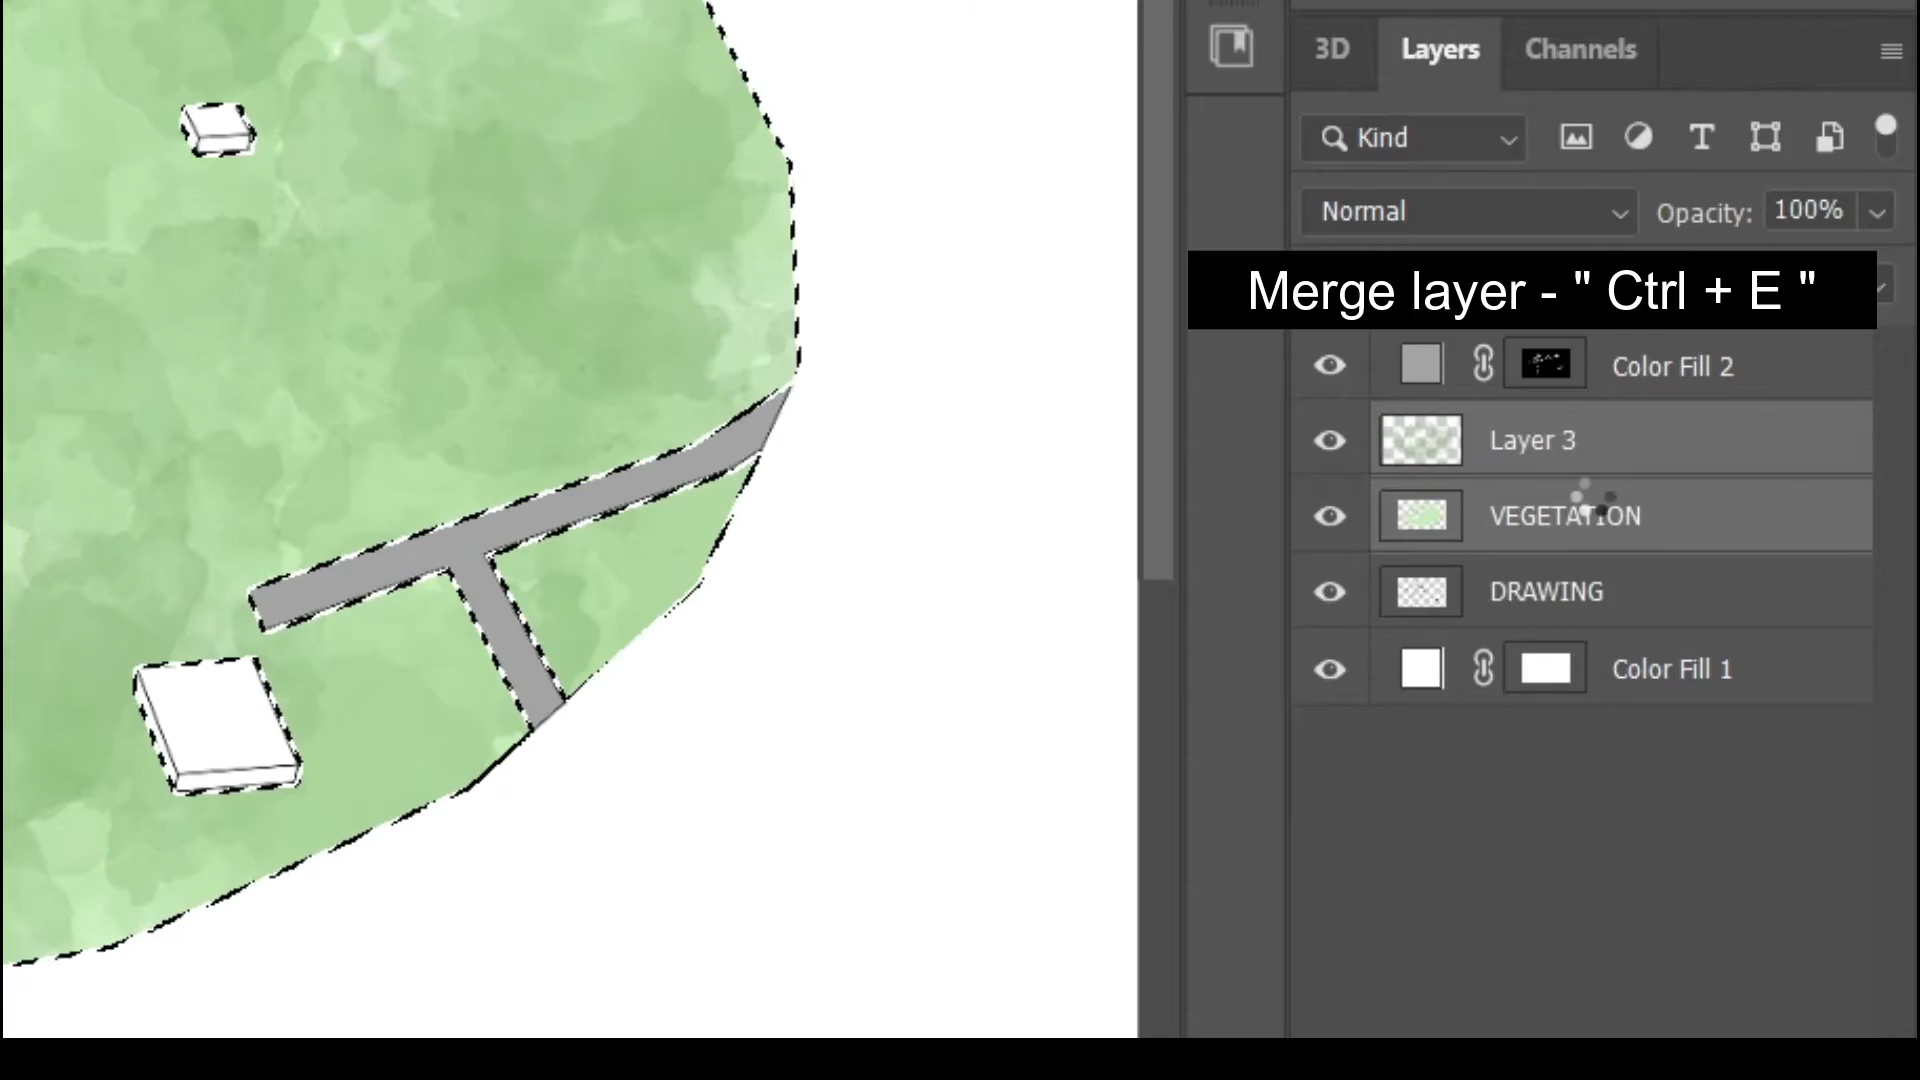 3D Layers Channels
Kind
Normal Opacity: 100%
Merge layer - " Ctrl + E "
Color Fill 2
Layer 3
VEGETATION
DRAWING
Color Fill 1